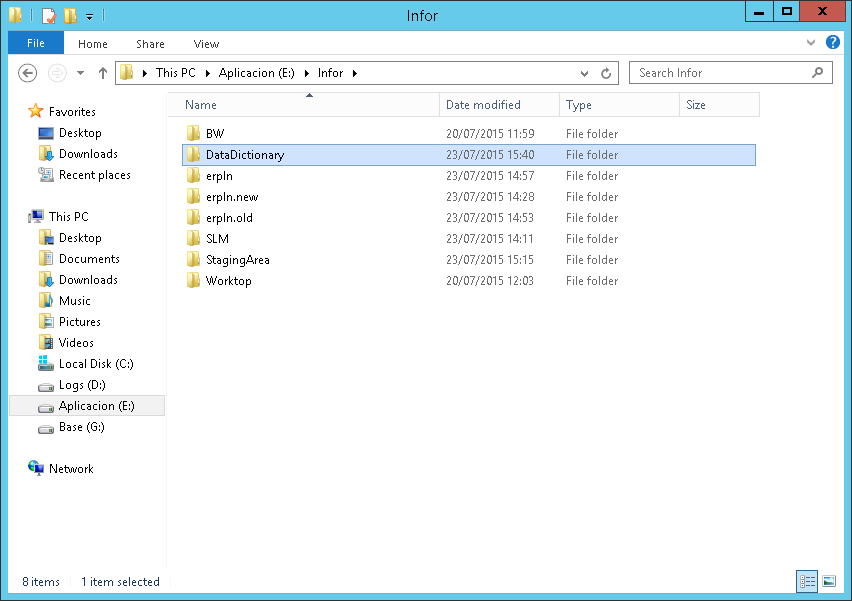 Infor
File Home Share View
This PC Aplicacion (E:) Infor
Search Infor
Name Date modified Type Size
Favorites
Desktop
Downloads
Recent places
This PC
Desktop
Documents
Downloads
Music
Pictures
Videos
Local Disk (C:)
Logs (D:)
Aplicacion (E:)
Base (G:)
Network
BW 20/07/2015 11:59 File folder
DataDictionary 23/07/2015 15:40 File folder
erpln 23/07/2015 14:57 File folder
erpln.new 23/07/2015 14:28 File folder
erpln.old 23/07/2015 14:53 File folder
SLM 23/07/2015 14:11 File folder
StagingArea 23/07/2015 15:15 File folder
Worktop 20/07/2015 12:03 File folder
8 items 1 item selected